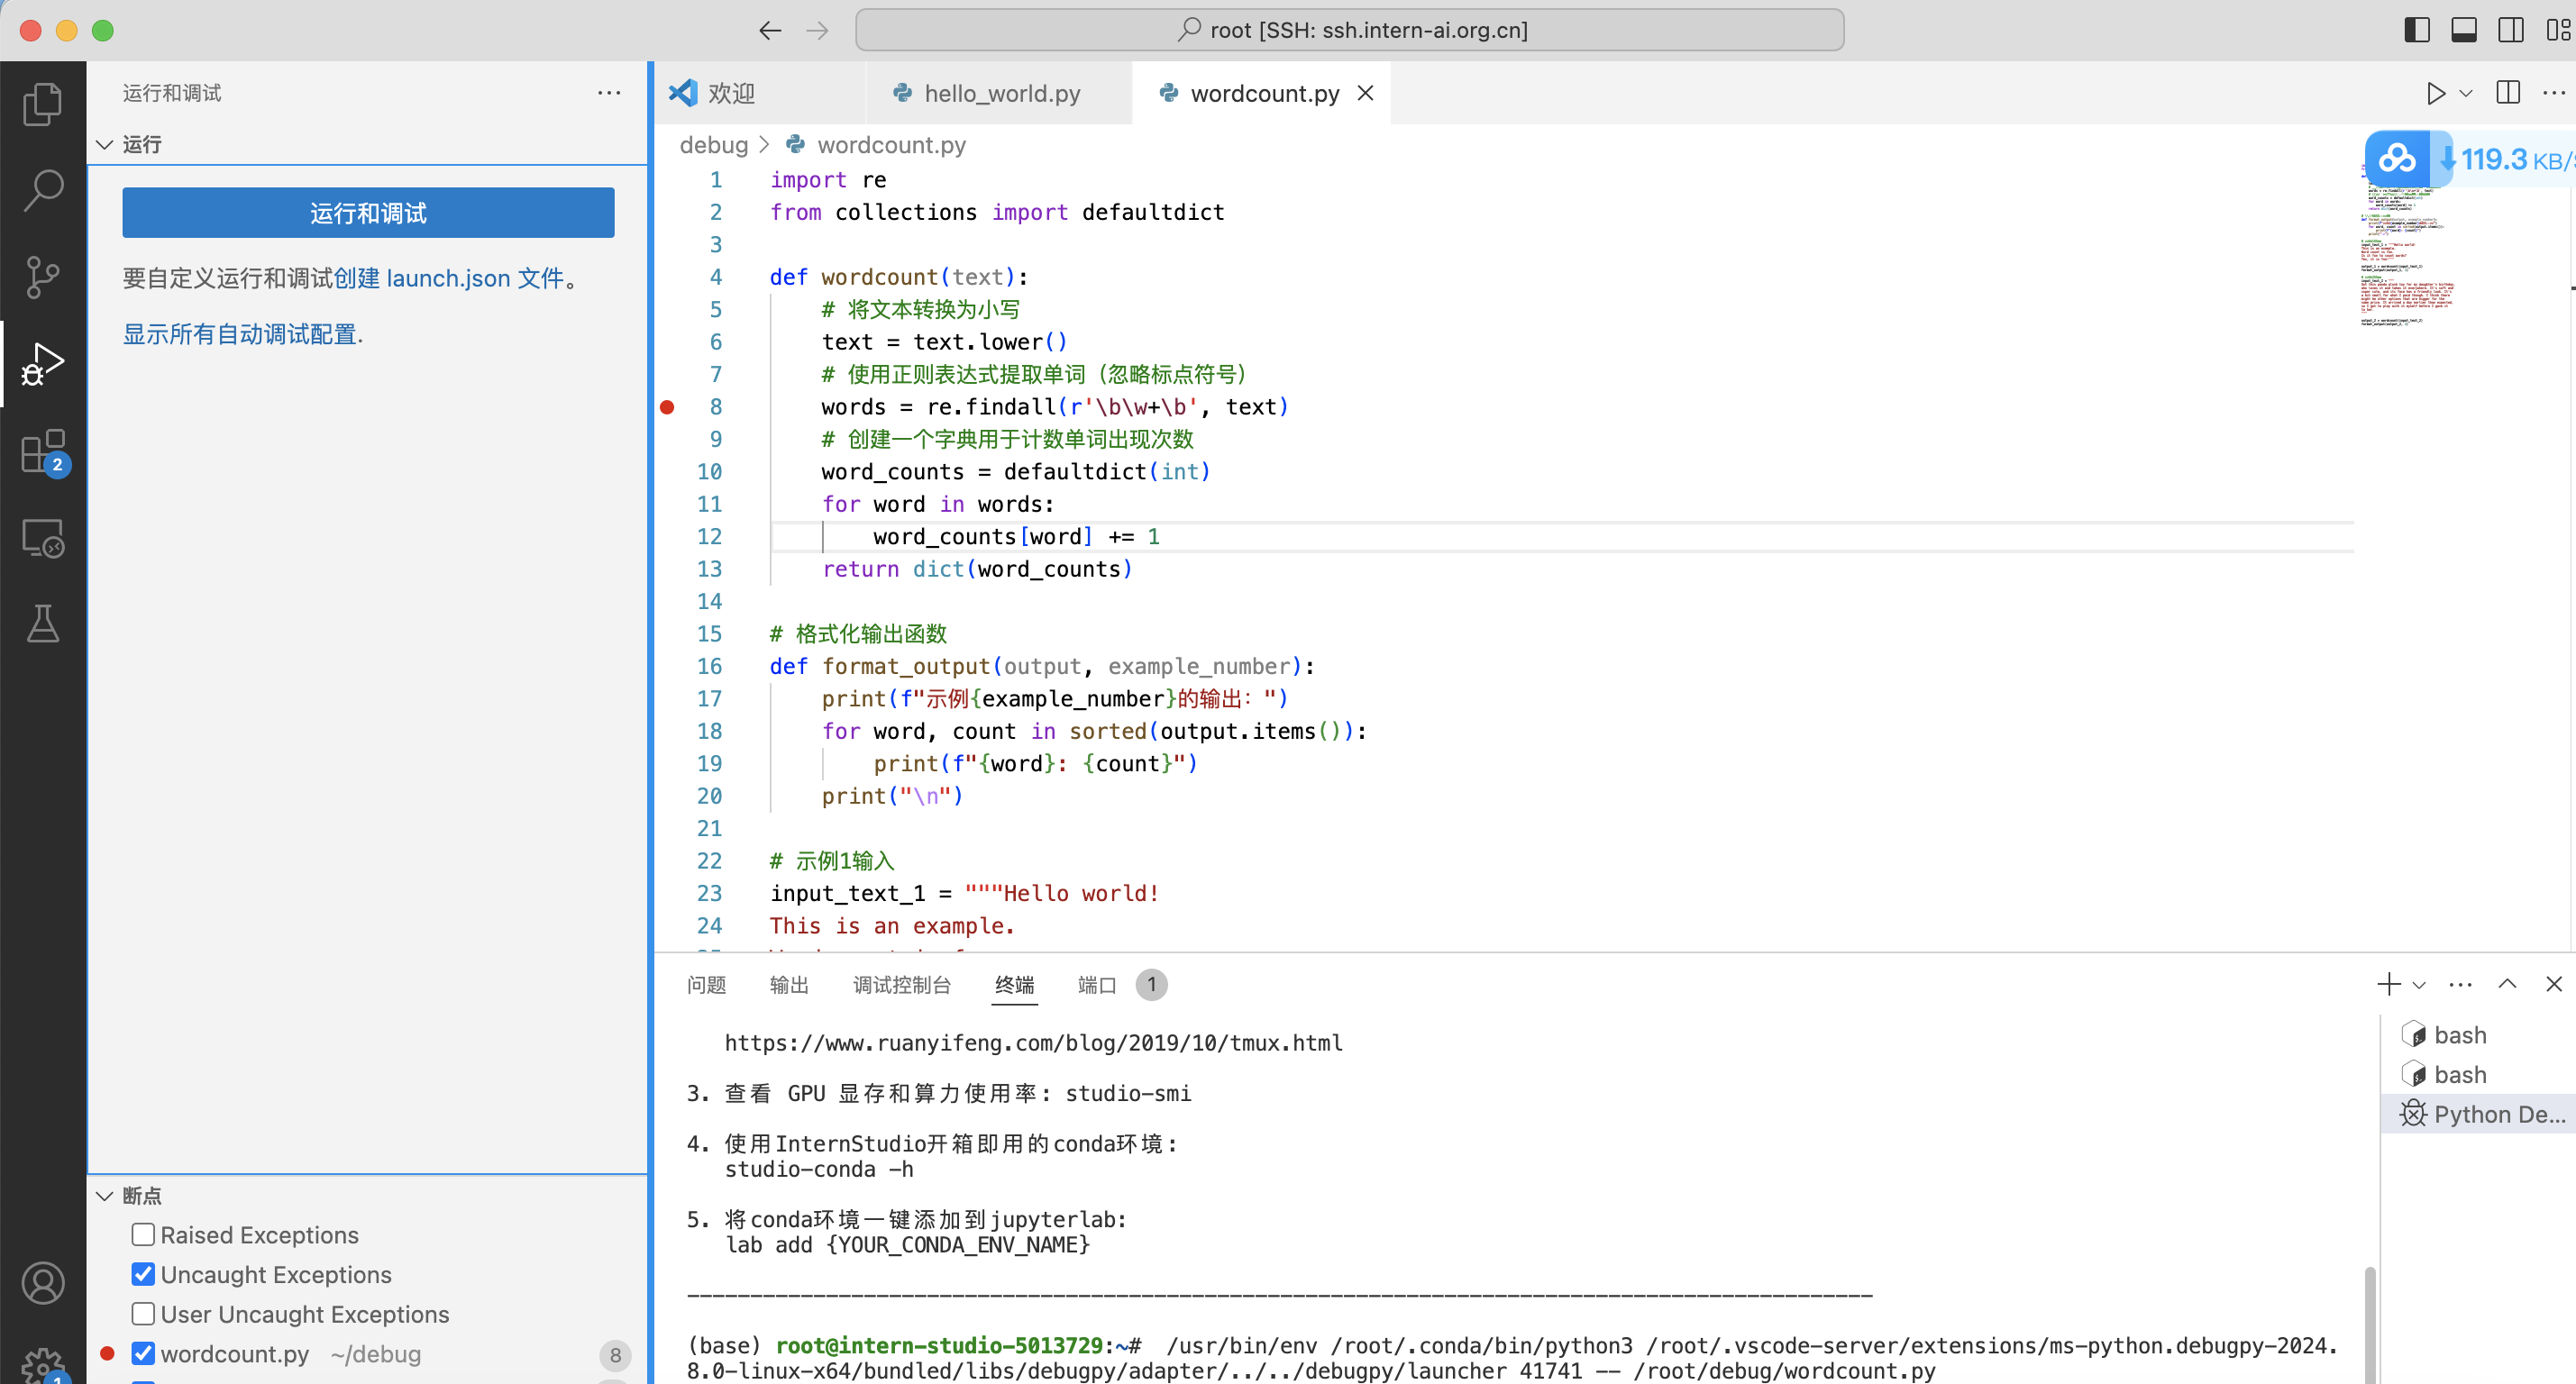 root [SSH: ssh.intern-ai.org.cn]
运行和调试
运行
运行和调试
要自定义运行和调试创建 launch.json 文件。
显示所有自动调试配置.
2
1
断点
Raised Exceptions
Uncaught Exceptions
User Uncaught Exceptions
wordcount.py ~/debug 8
欢迎 hello_world.py wordcount.py
debug > wordcount.py
119.3 KB/
1 import re
2 from collections import defaultdict
3
4 def wordcount(text):
5 # 将文本转换为小写
6 text = text.lower()
7 # 使用正则表达式提取单词（忽略标点符号）
8 words = re.findall(r'\b\w+\b', text)
9 # 创建一个字典用于计数单词出现次数
10 word_counts = defaultdict(int)
11 for word in words:
12 word_counts[word] += 1
13 return dict(word_counts)
14
15 # 格式化输出函数
16 def format_output(output, example_number):
17 print(f"示例{example_number}的输出：")
18 for word, count in sorted(output.items()):
19 print(f"{word}: {count}")
20 print("\n")
21
22 # 示例1输入
23 input_text_1 = """Hello world!
24 This is an example.
问题 输出 调试控制台 终端 端口 1
https://www.ruanyifeng.com/blog/2019/10/tmux.html
3. 查看 GPU 显存和算力使用率: studio-smi
4. 使用InternStudio开箱即用的conda环境:
studio-conda -h
5. 将conda环境一键添加到jupyterlab:
lab add {YOUR_CONDA_ENV_NAME}
----------------------------------------------------------------------------------------------
(base) root@intern-studio-5013729:~# /usr/bin/env /root/.conda/bin/python3 /root/.vscode-server/extensions/ms-python.debugpy-2024.
8.0-linux-x64/bundled/libs/debugpy/adapter/../../debugpy/launcher 41741 -- /root/debug/wordcount.py
bash
bash
Python De...